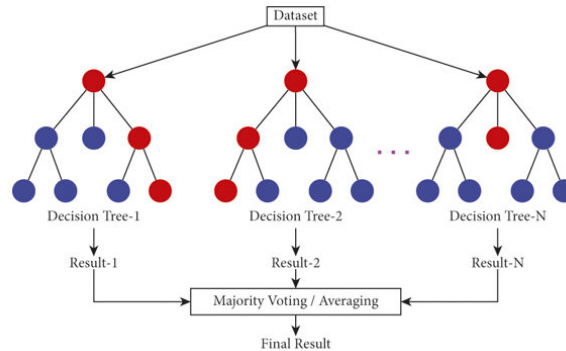 Dataset
Decision Tree-1
Decision Tree-2
Decision Tree-N
Result-1
Result-2
Result-N
Majority Voting / Averaging
Final Result